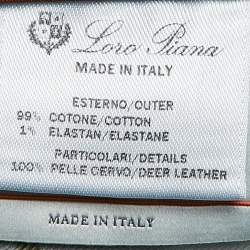 Loro Piana
MADE IN ITALY
ESTERNO/OUTER
99% COTONE/COTTON
1% ELASTAN/ELASTANE
PARTICOLARI/DETAILS
100% PELLE CERVO/DEER LEATHER
MADE IN ITALY